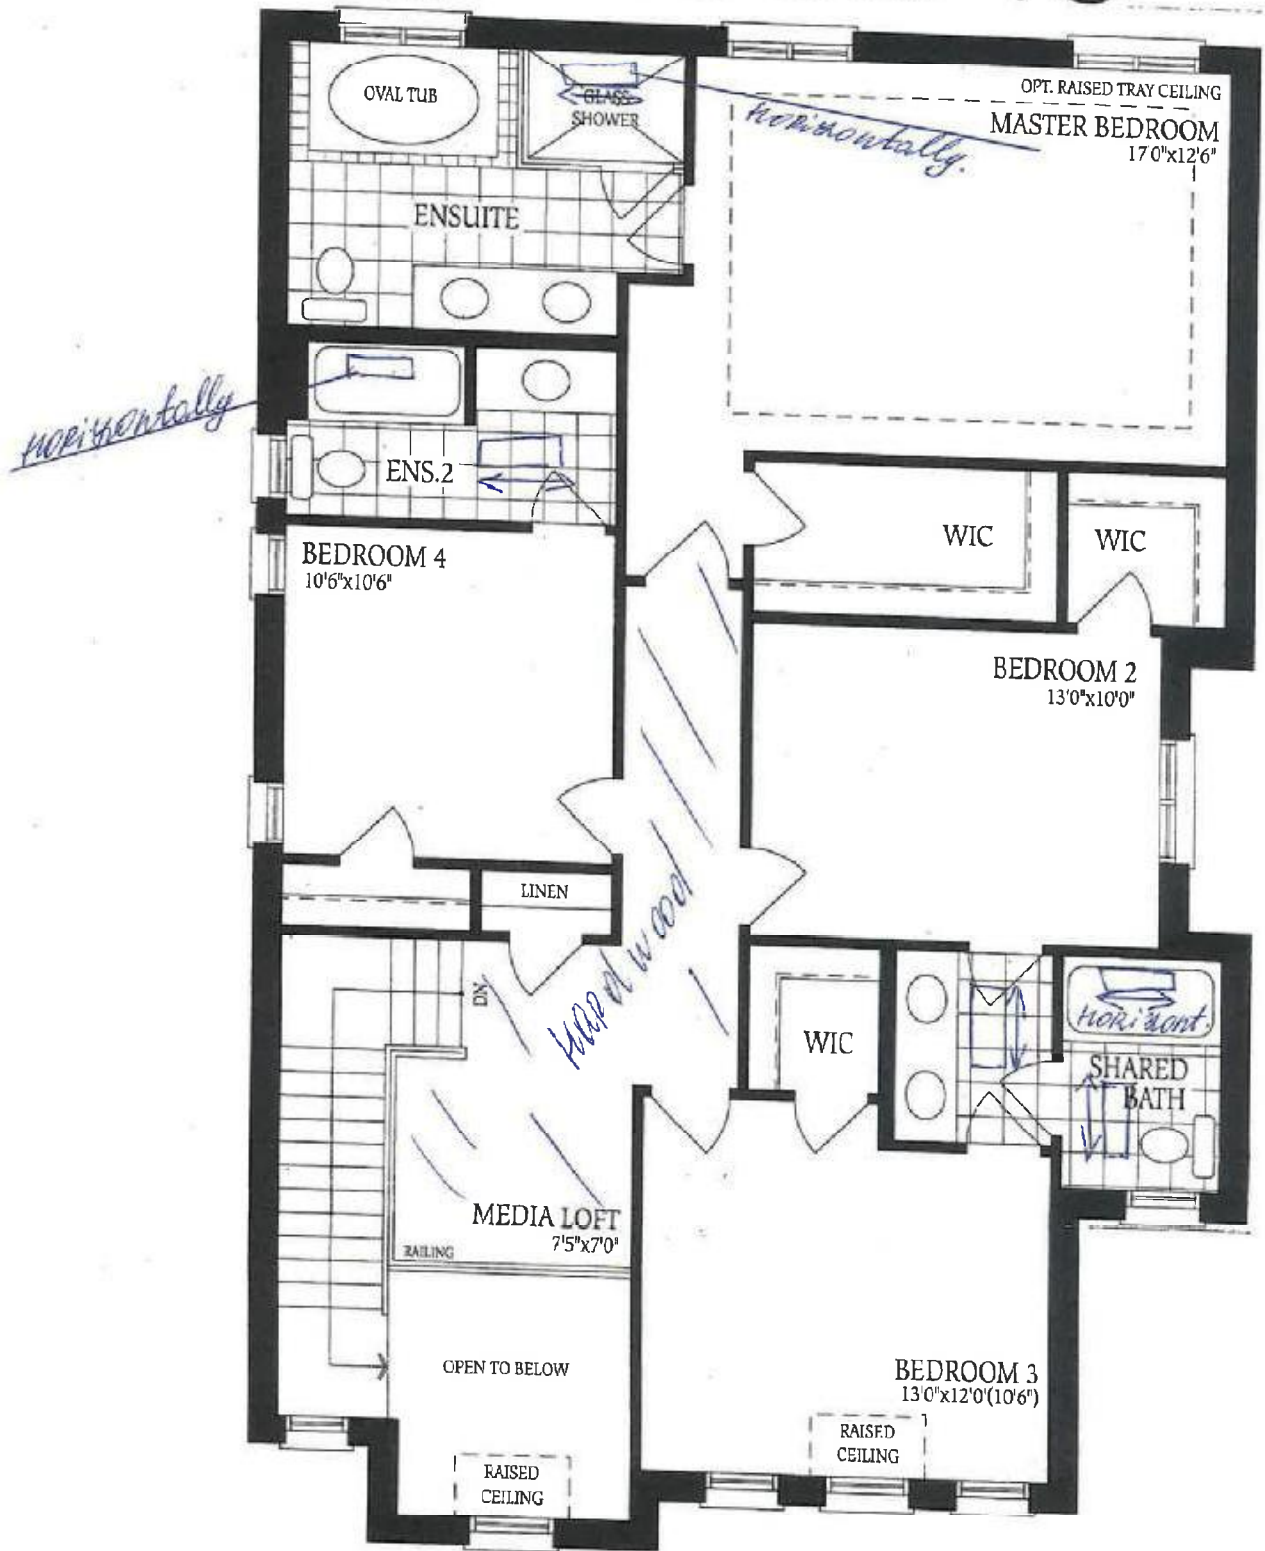 OVAL TUB
GLASS
SHOWER
horizontally.
OPT. RAISED TRAY CEILING
MASTER BEDROOM
17'0"x12'6"
ENSUITE
horizontally
ENS.2
WIC
WIC
BEDROOM 4
10'6"x10'6"
BEDROOM 2
13'0"x10'0"
LINEN
hardwood
DN
WIC
horizont.
SHARED
BATH
MEDIA LOFT
7'5"x7'0"
RAILING
OPEN TO BELOW
BEDROOM 3
13'0"x12'0"(10'6")
RAISED
CEILING
RAISED
CEILING